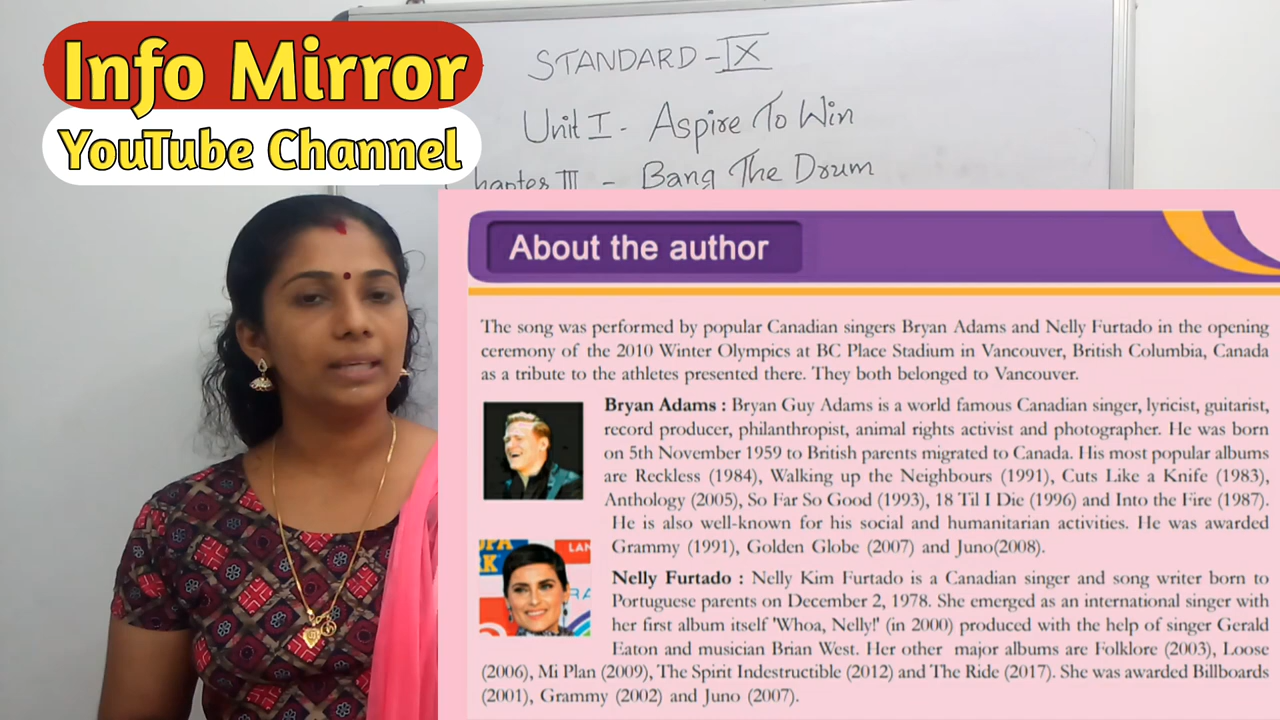 Info Mirror
YouTube Channel
STANDARD - IX
Unit I - Aspire To Win
Chapter III - Bang The Drum
About the author
The song was performed by popular Canadian singers Bryan Adams and Nelly Furtado in the opening
ceremony of the 2010 Winter Olympics at BC Place Stadium in Vancouver, British Columbia, Canada
as a tribute to the athletes presented there. They both belonged to Vancouver.
Bryan Adams : Bryan Guy Adams is a world famous Canadian singer, lyricist, guitarist,
record producer, philanthropist, animal rights activist and photographer. He was born
on 5th November 1959 to British parents migrated to Canada. His most popular albums
are Reckless (1984), Walking up the Neighbours (1991), Cuts Like a Knife (1983),
Anthology (2005), So Far So Good (1993), 18 Til I Die (1996) and Into the Fire (1987).
He is also well-known for his social and humanitarian activities. He was awarded
Grammy (1991), Golden Globe (2007) and Juno(2008).
Nelly Furtado : Nelly Kim Furtado is a Canadian singer and song writer born to
Portuguese parents on December 2, 1978. She emerged as an international singer with
her first album itself 'Whoa, Nelly!' (in 2000) produced with the help of singer Gerald
Eaton and musician Brian West. Her other major albums are Folklore (2003), Loose
(2006), Mi Plan (2009), The Spirit Indestructible (2012) and The Ride (2017). She was awarded Billboards
(2001), Grammy (2002) and Juno (2007).